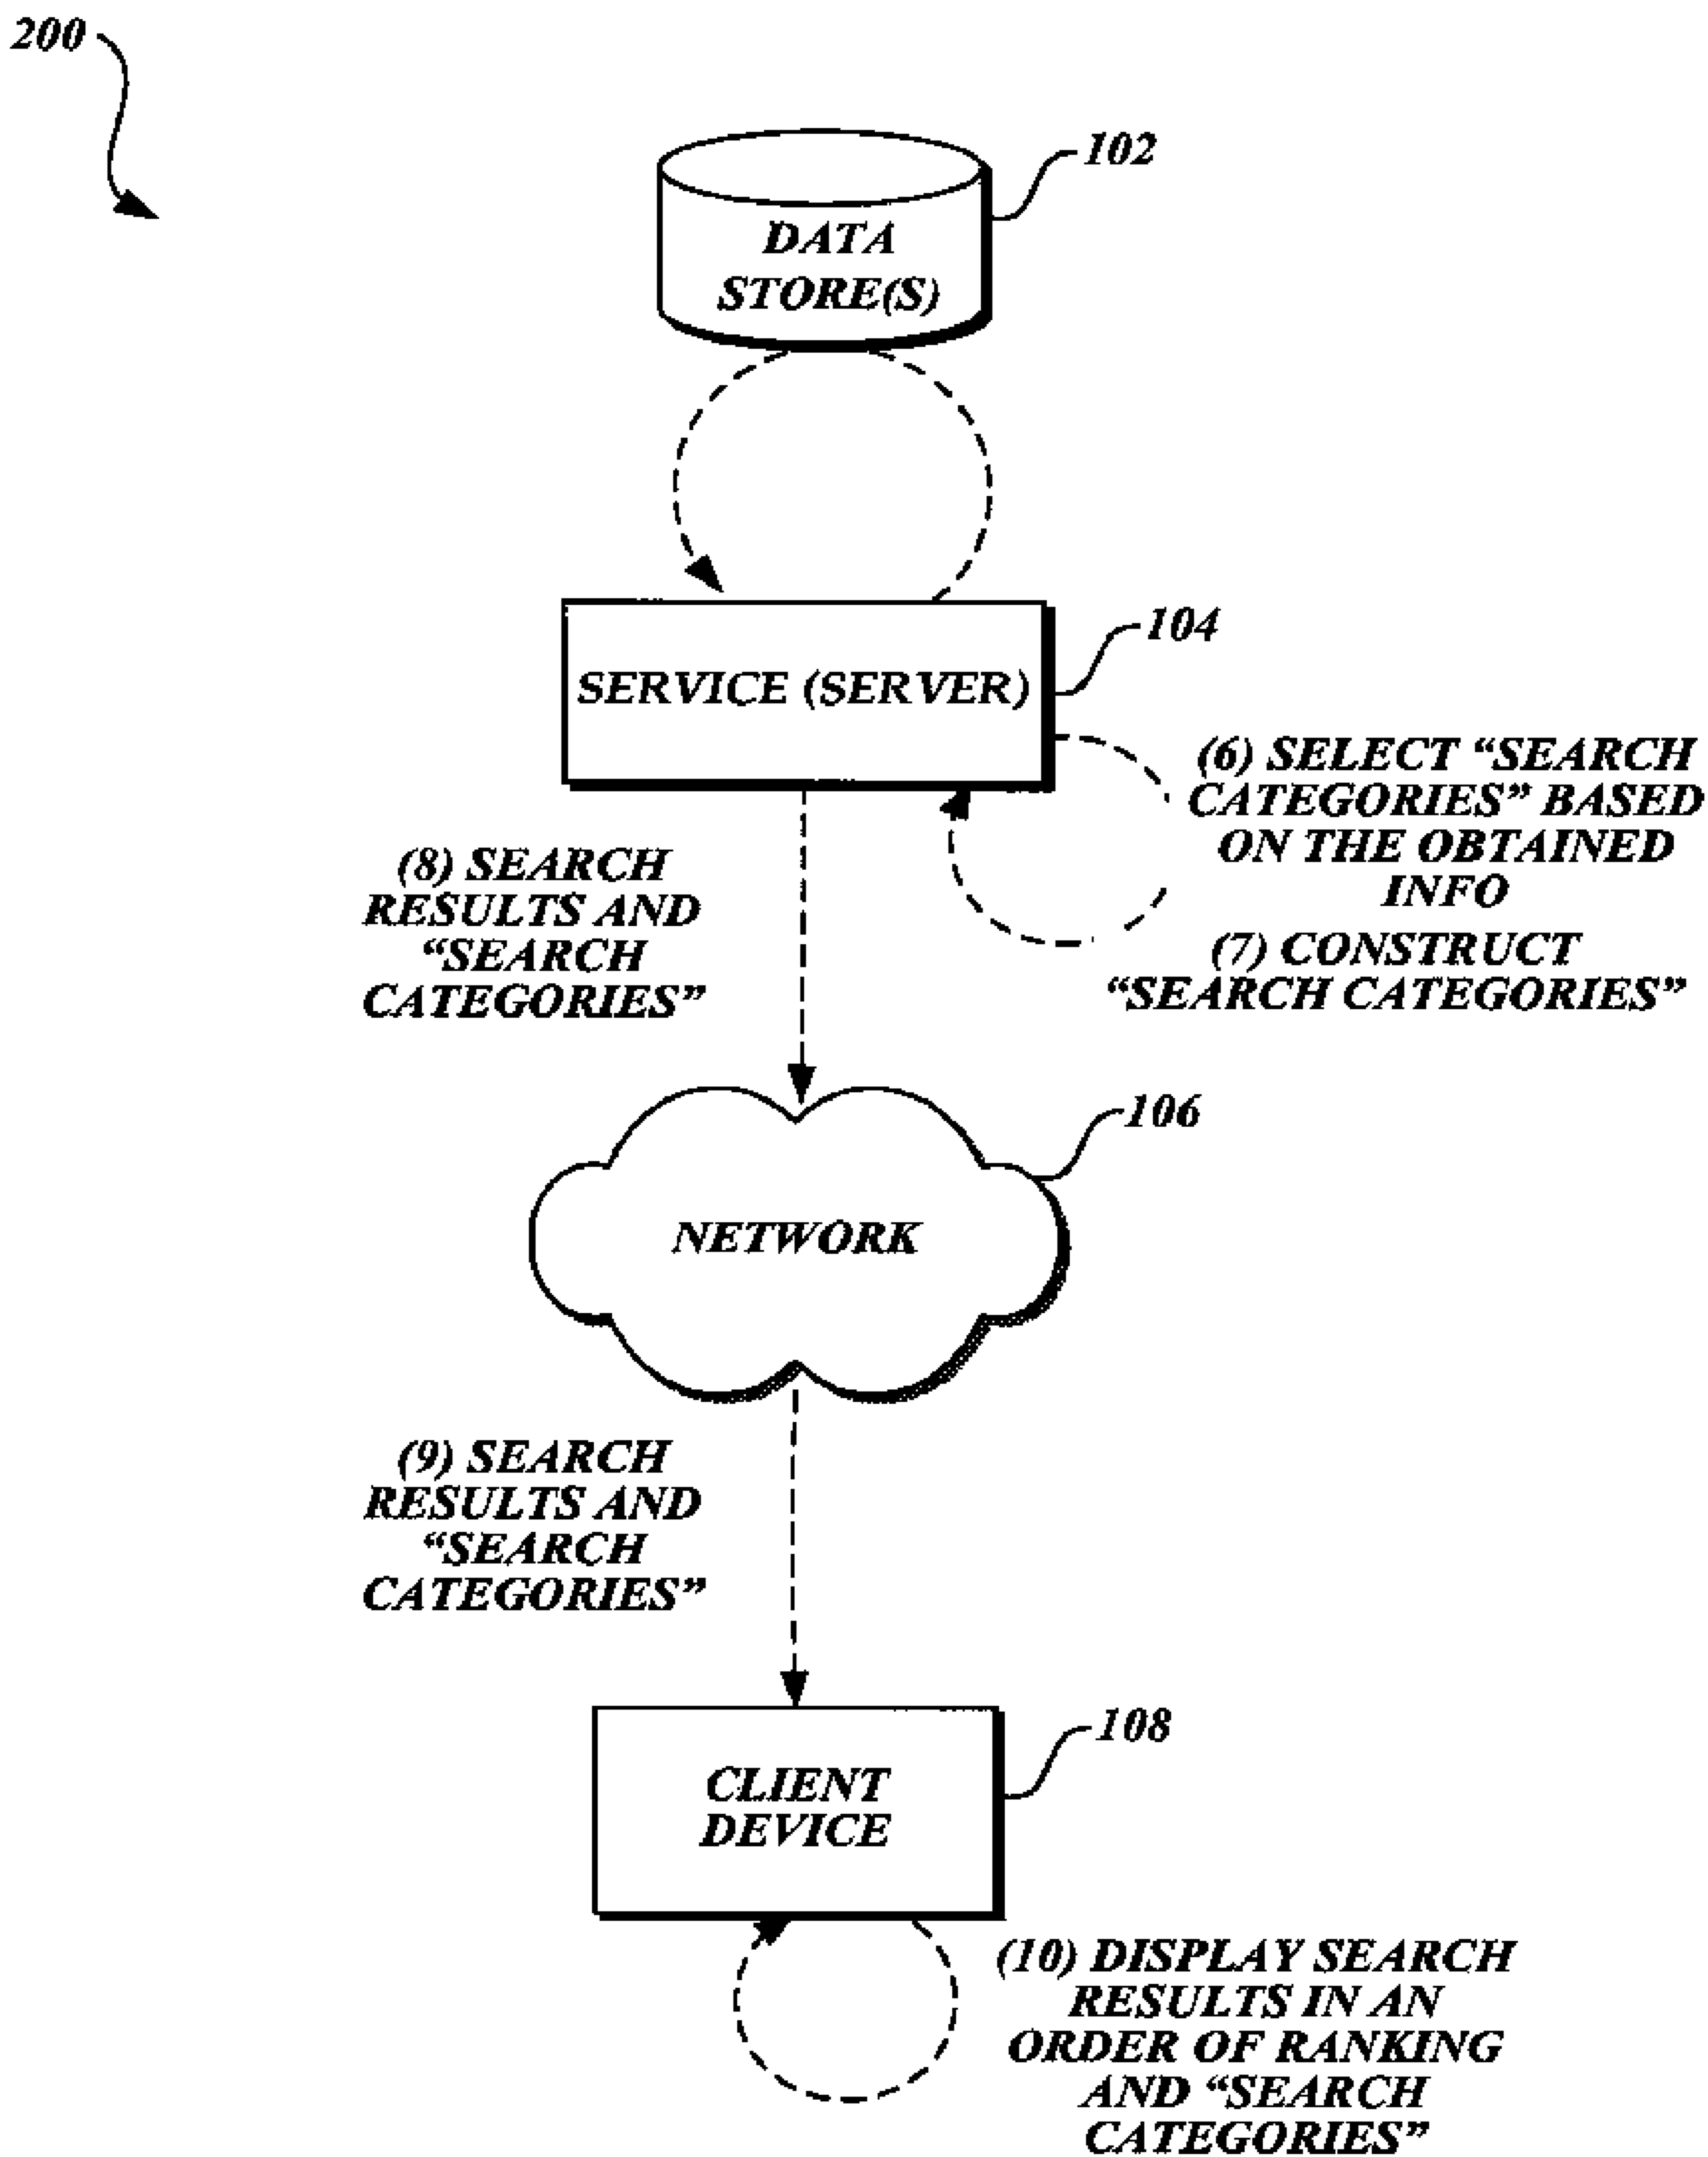 200
102
DATA
STORE(S)
104
SERVICE (SERVER)
(6) SELECT “SEARCH
CATEGORIES” BASED
ON THE OBTAINED
INFO
(7) CONSTRUCT
“SEARCH CATEGORIES”
(8) SEARCH
RESULTS AND
“SEARCH
CATEGORIES”
106
NETWORK
(9) SEARCH
RESULTS AND
“SEARCH
CATEGORIES”
108
CLIENT
DEVICE
(10) DISPLAY SEARCH
RESULTS IN AN
ORDER OF RANKING
AND “SEARCH
CATEGORIES”